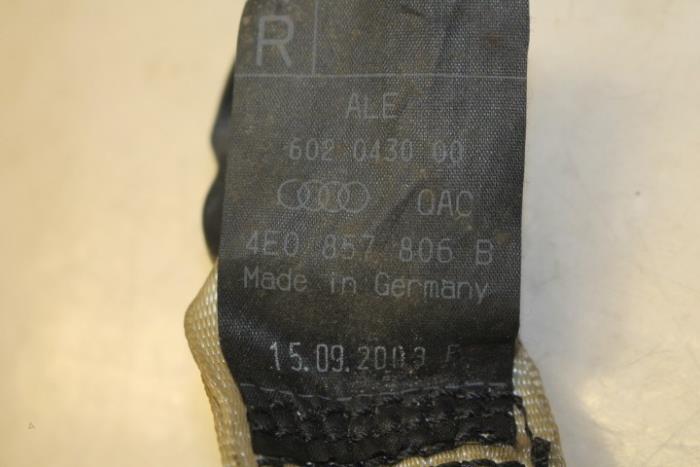 R
ALE
602 0430 00
QAC
4E0 857 806 B
Made in Germany
15.09.2003